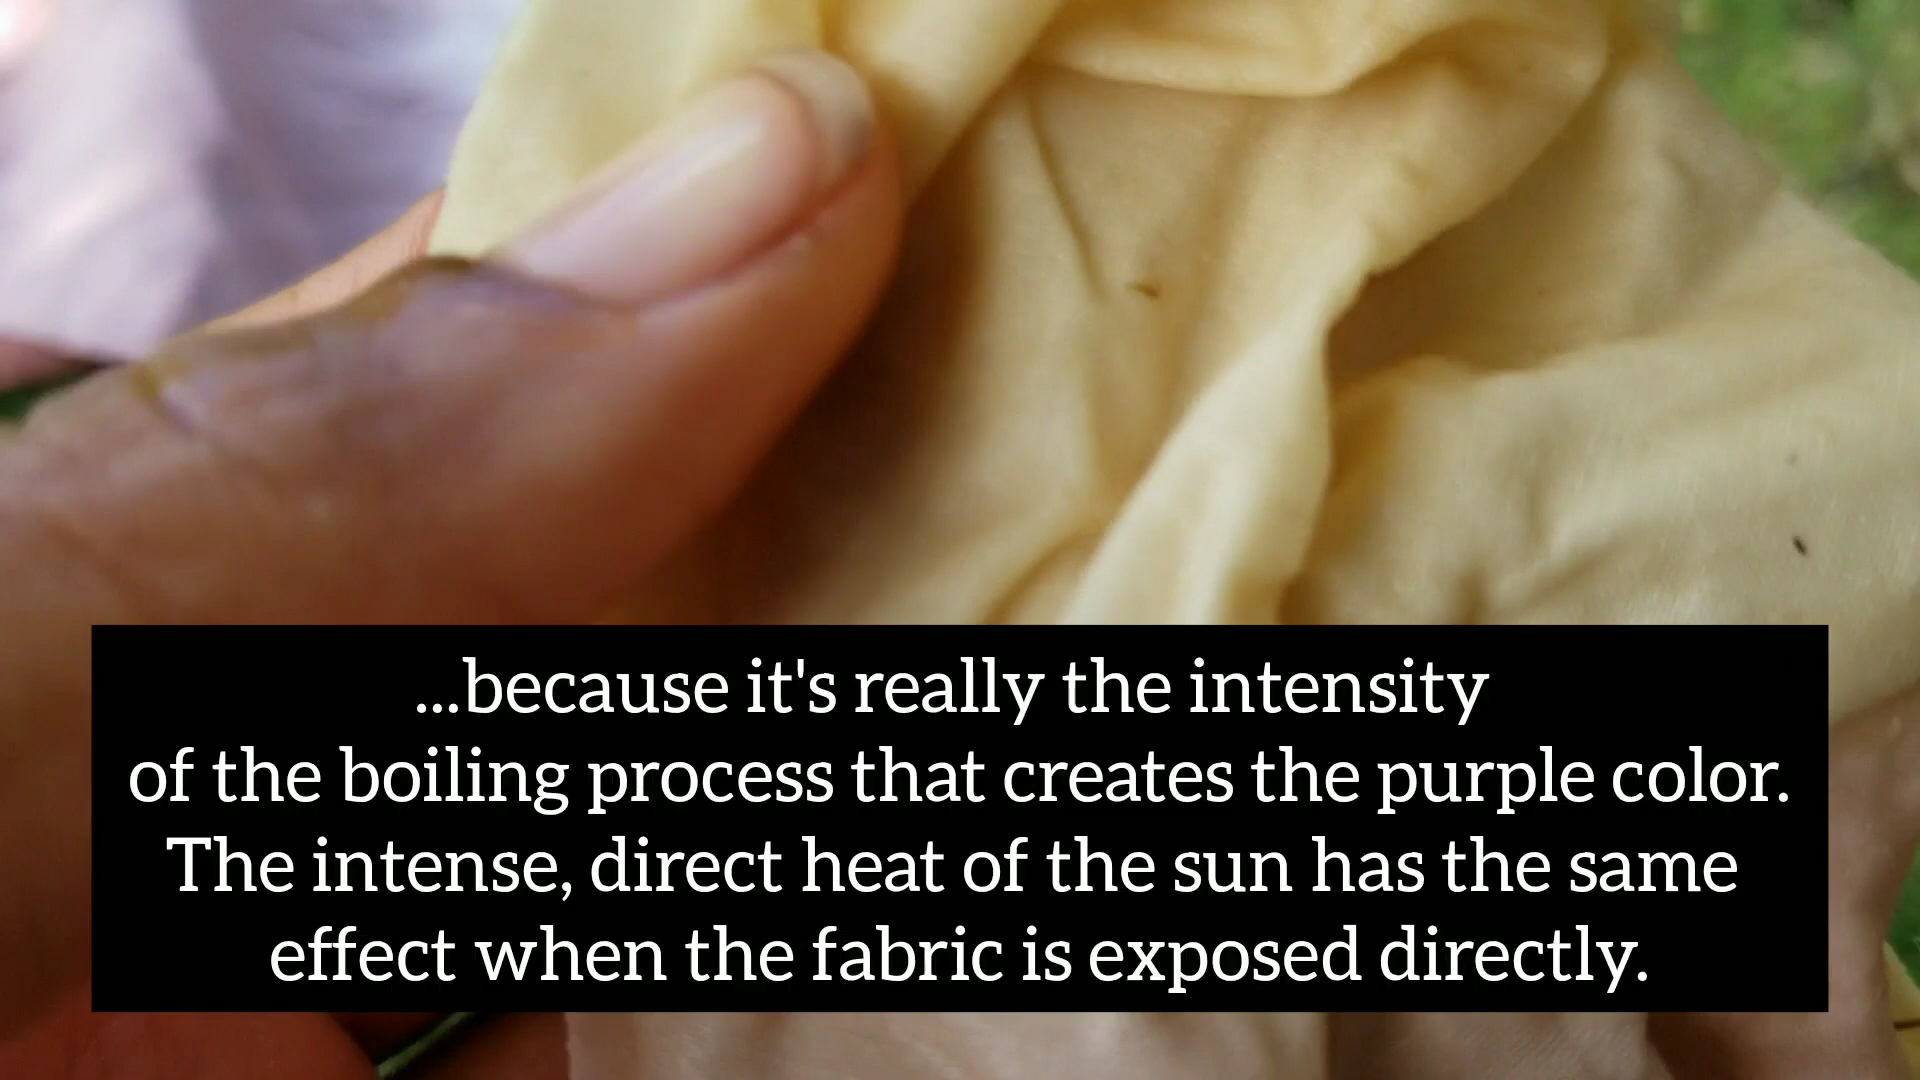 ...because it's really the intensity
of the boiling process that creates the purple color.
The intense, direct heat of the sun has the same
effect when the fabric is exposed directly.